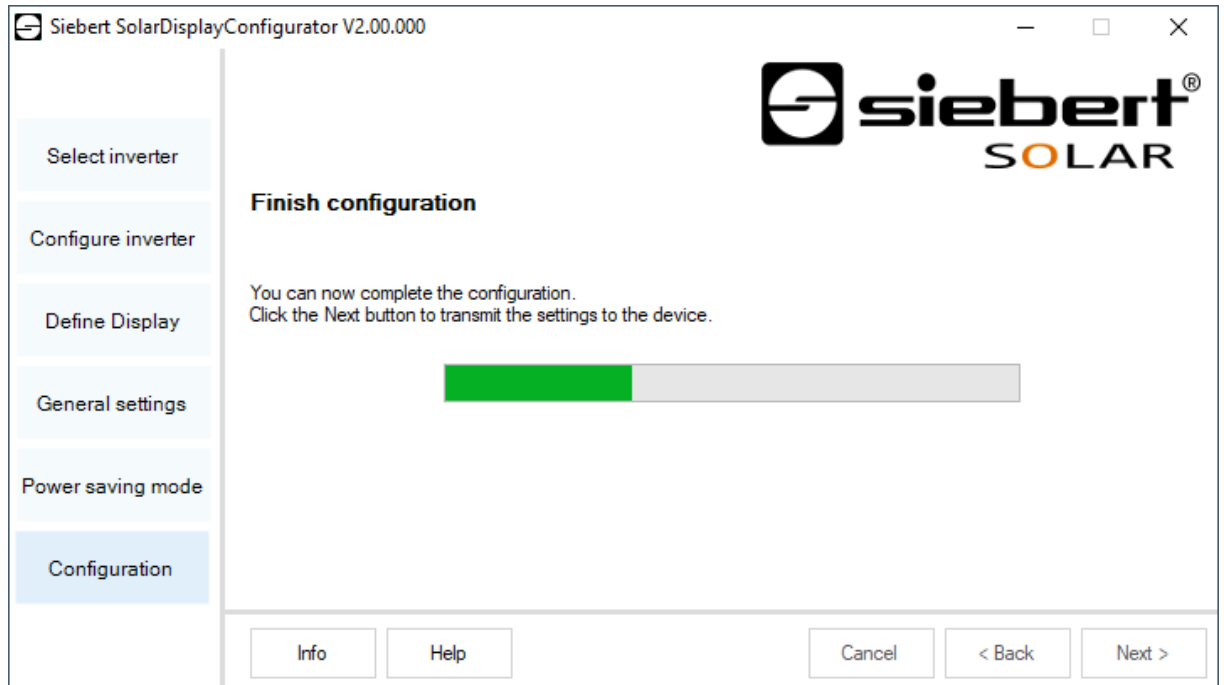 Siebert SolarDisplayConfigurator V2.00.000
siebert®
SOLAR
Select inverter
Configure inverter
Define Display
General settings
Power saving mode
Configuration
Finish configuration
You can now complete the configuration.
Click the Next button to transmit the settings to the device.
Info
Help
Cancel
< Back
Next >